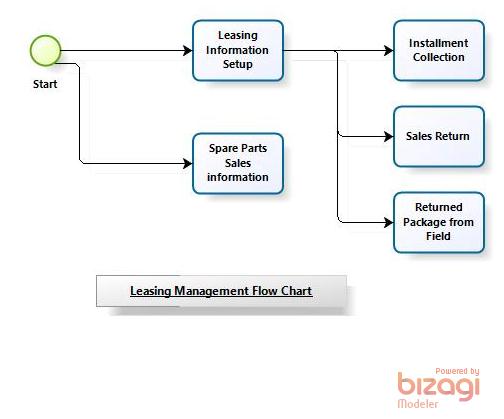 Start
Leasing
Information
Setup
Installment
Collection
Spare Parts
Sales
information
Sales Return
Returned
Package from
Field
Leasing Management Flow Chart
Powered by
bizagi
Modeler